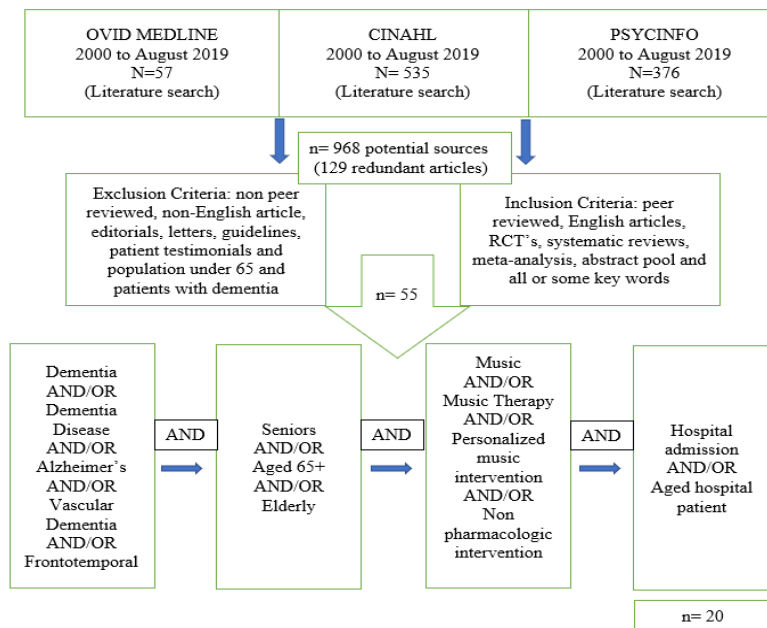 OVID MEDLINE
2000 to August 2019
N=57
(Literature search)
CINAHL
2000 to August 2019
N= 535
(Literature search)
PSYCINFO
2000 to August 2019
N=376
(Literature search)
n= 968 potential sources
(129 redundant articles)
Exclusion Criteria: non peer
reviewed, non-English article,
editorials, letters, guidelines,
patient testimonials and
population under 65 and
patients with dementia
Inclusion Criteria: peer
reviewed, English articles,
RCT’s, systematic reviews,
meta-analysis, abstract pool and
all or some key words
n= 55
Dementia
AND/OR
Dementia
Disease
AND/OR
Alzheimer’s
AND/OR
Vascular
Dementia
AND/OR
Frontotemporal
AND
Seniors
AND/OR
Aged 65+
AND/OR
Elderly
AND
Music
AND/OR
Music Therapy
AND/OR
Personalized
music
intervention
AND/OR
Non
pharmacologic
intervention
AND
Hospital
admission
AND/OR
Aged hospital
patient
n= 20